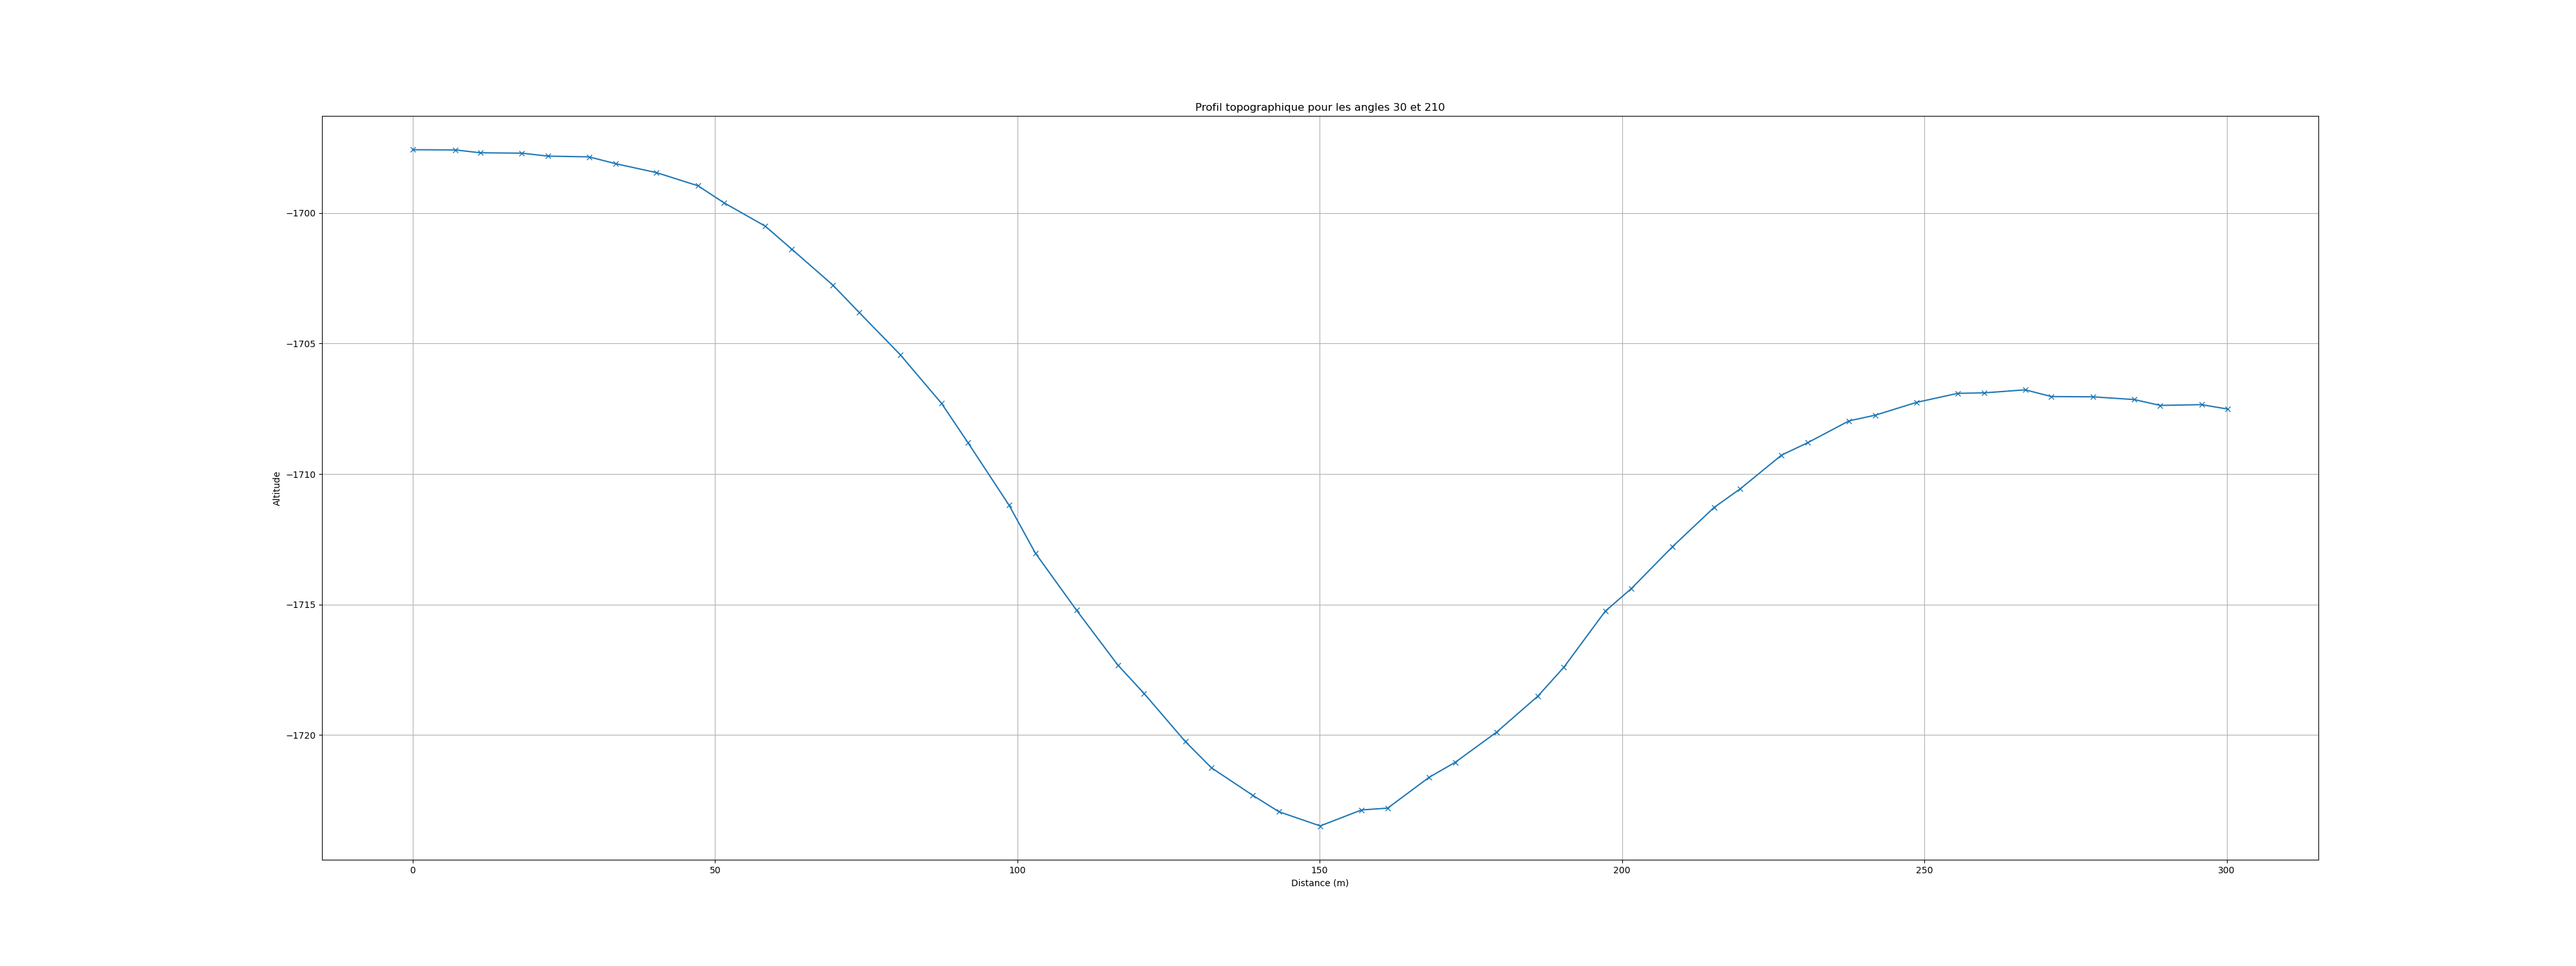 Profil topographique pour les angles 30 et 210
−1700
−1705
−1710
−1715
−1720
Altitude
0 50 100 150 200 250 300
Distance (m)